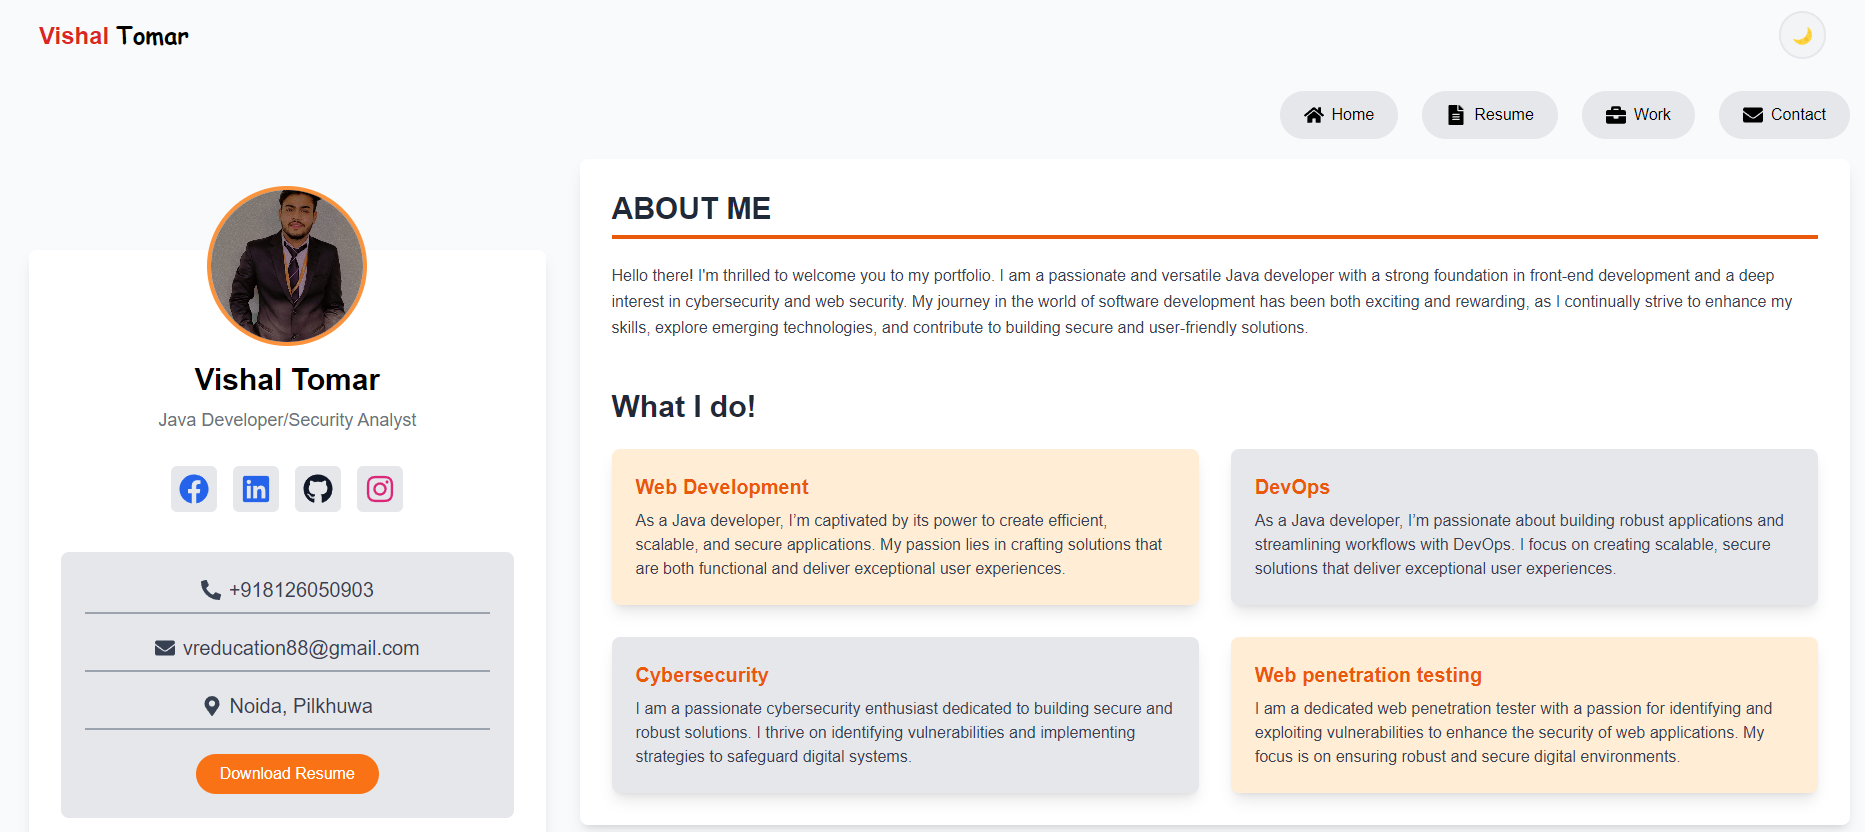 Vishal Tomar
Home
Resume
Work
Contact
Vishal Tomar
Java Developer/Security Analyst
+918126050903
vreducation88@gmail.com
Noida, Pilkhuwa
Download Resume
ABOUT ME
Hello there! I'm thrilled to welcome you to my portfolio. I am a passionate and versatile Java developer with a strong foundation in front-end development and a deep
interest in cybersecurity and web security. My journey in the world of software development has been both exciting and rewarding, as I continually strive to enhance my
skills, explore emerging technologies, and contribute to building secure and user-friendly solutions.
What I do!
Web Development
As a Java developer, I’m captivated by its power to create efficient,
scalable, and secure applications. My passion lies in crafting solutions that
are both functional and deliver exceptional user experiences.
DevOps
As a Java developer, I’m passionate about building robust applications and
streamlining workflows with DevOps. I focus on creating scalable, secure
solutions that deliver exceptional user experiences.
Cybersecurity
I am a passionate cybersecurity enthusiast dedicated to building secure and
robust solutions. I thrive on identifying vulnerabilities and implementing
strategies to safeguard digital systems.
Web penetration testing
I am a dedicated web penetration tester with a passion for identifying and
exploiting vulnerabilities to enhance the security of web applications. My
focus is on ensuring robust and secure digital environments.